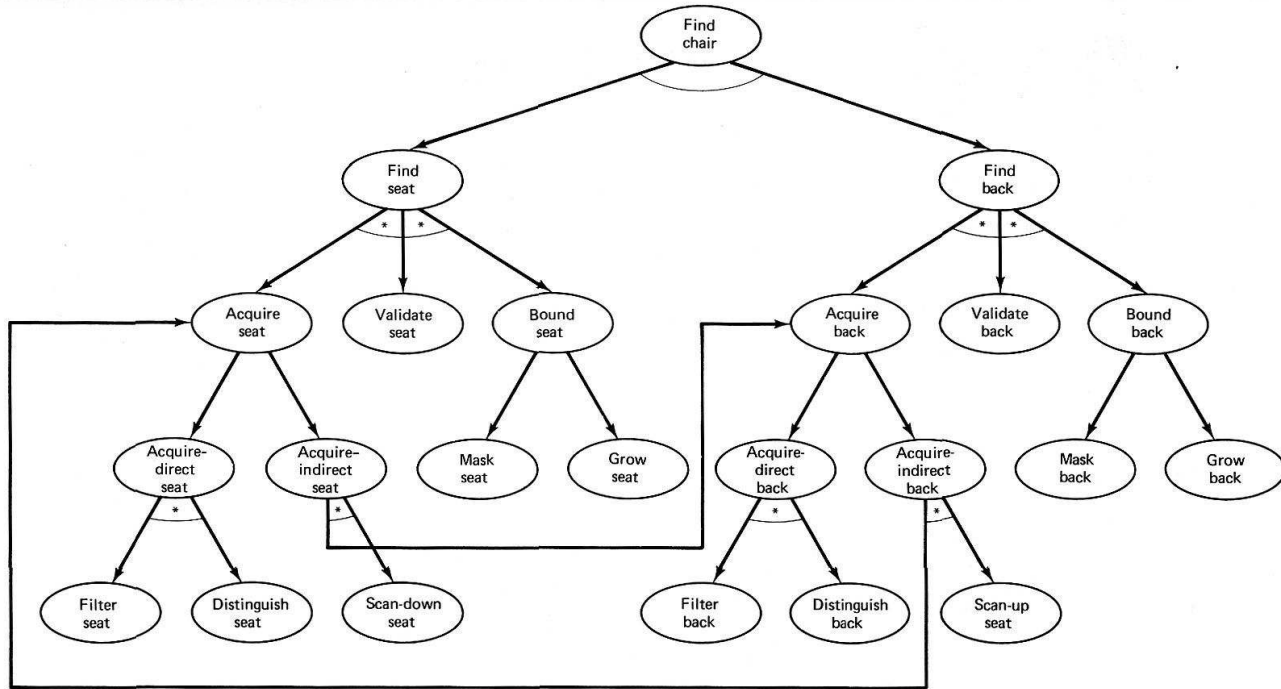 Find
chair
Find
seat
Find
back
*
*
*
*
Acquire
seat
Validate
seat
Bound
seat
Acquire
back
Validate
back
Bound
back
Acquire-
direct
seat
Acquire-
indirect
seat
Mask
seat
Grow
seat
Acquire-
direct
back
Acquire-
indirect
back
Mask
back
Grow
back
*
*
*
*
Filter
seat
Distinguish
seat
Scan-down
seat
Filter
back
Distinguish
back
Scan-up
seat